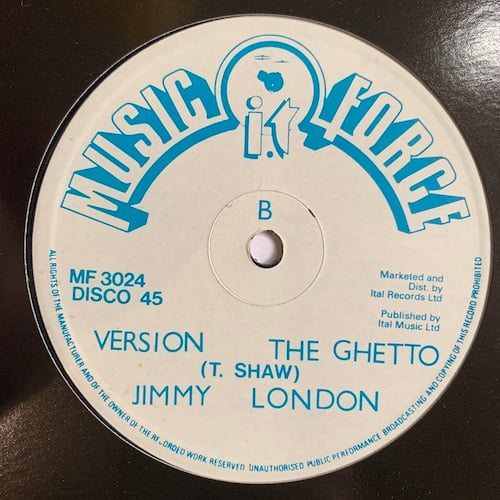 MUSIC FORCE
i.t
B
MF 3024
DISCO 45
Marketed and
Dist. by
Ital Records Ltd
Published by
Ital Music Ltd
VERSION THE GHETTO
(T. SHAW)
JIMMY LONDON
ALL RIGHTS OF THE MANUFACTURER AND OF THE OWNER OF THE RECORDED WORK RESERVED UNAUTHORISED PUBLIC PERFORMANCE BROADCASTING AND COPYING OF THIS RECORD PROHIBITED